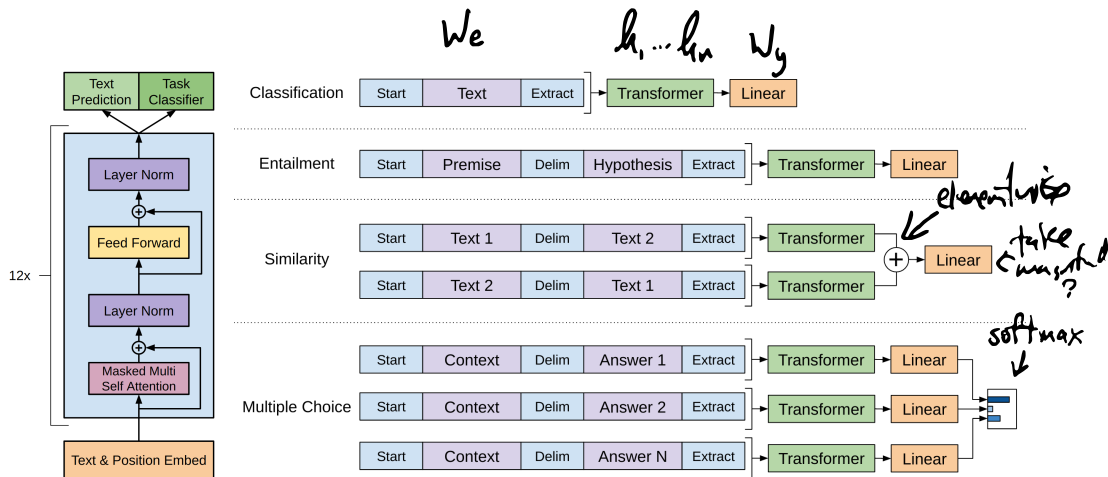 We h₁ ... hₙ Wy
Text Prediction Task Classifier
Classification Start Text Extract Transformer Linear
Layer Norm
Entailment Start Premise Delim Hypothesis Extract Transformer Linear
elementwise
Feed Forward
Start Text 1 Delim Text 2 Extract Transformer
take
Similarity + Linear
?
12x
Start Text 2 Delim Text 1 Extract Transformer
Layer Norm
softmax
+
Masked Multi Self Attention
Start Context Delim Answer 1 Extract Transformer Linear
Multiple Choice Start Context Delim Answer 2 Extract Transformer Linear
Text & Position Embed
Start Context Delim Answer N Extract Transformer Linear